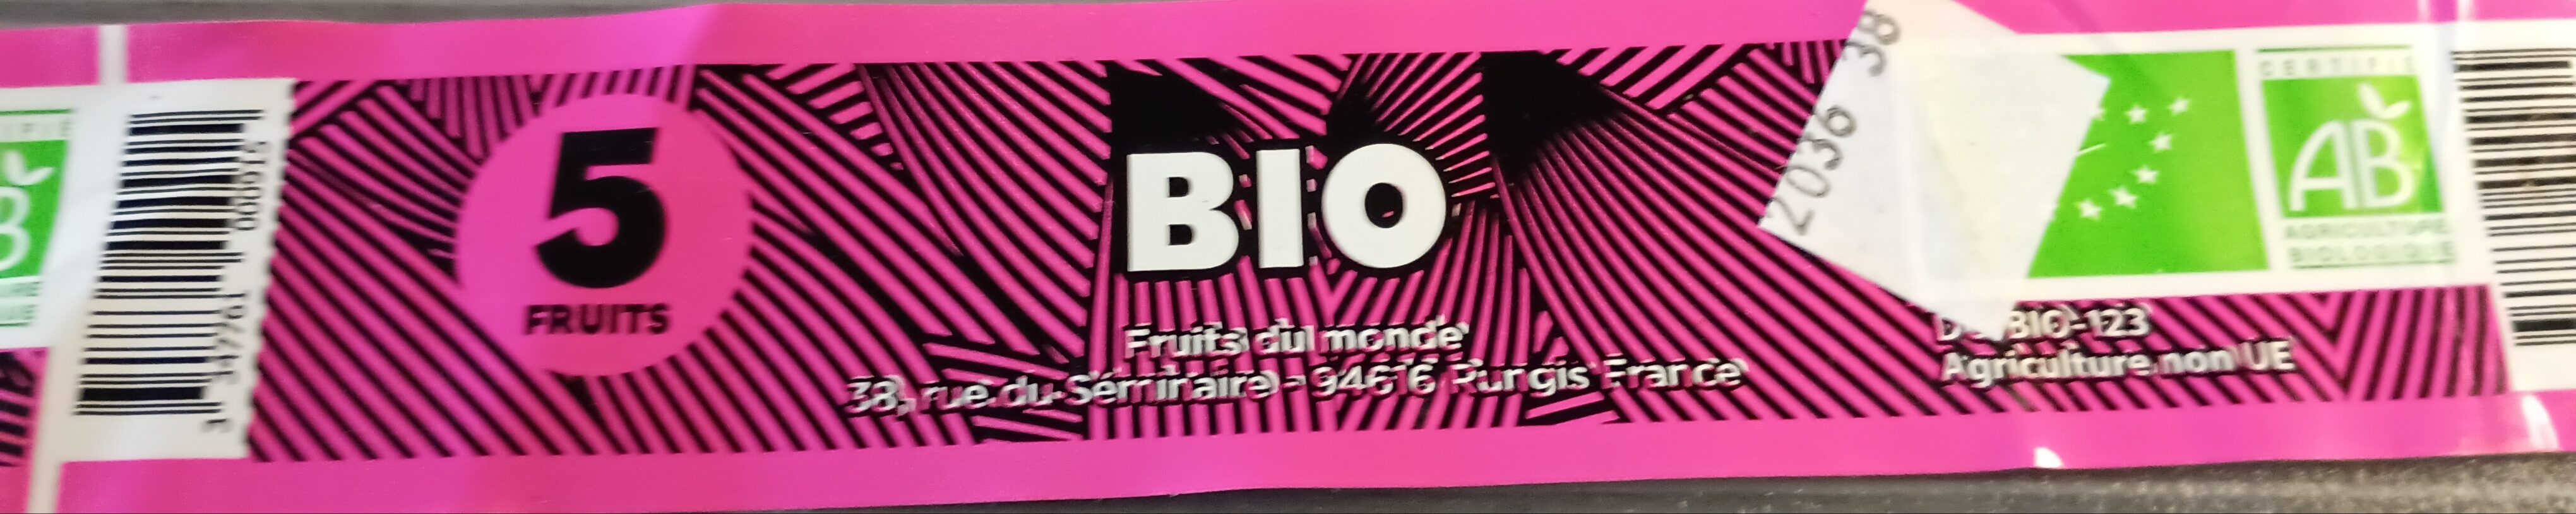 5
FRUITS
BIO
Fruits du monde
38, rue du Séminaire - 94616 Rungis France
2036 38
CERTIFIÉ
AB
AGRICULTURE
BIOLOGIQUE
BIO-123
Agriculture non UE